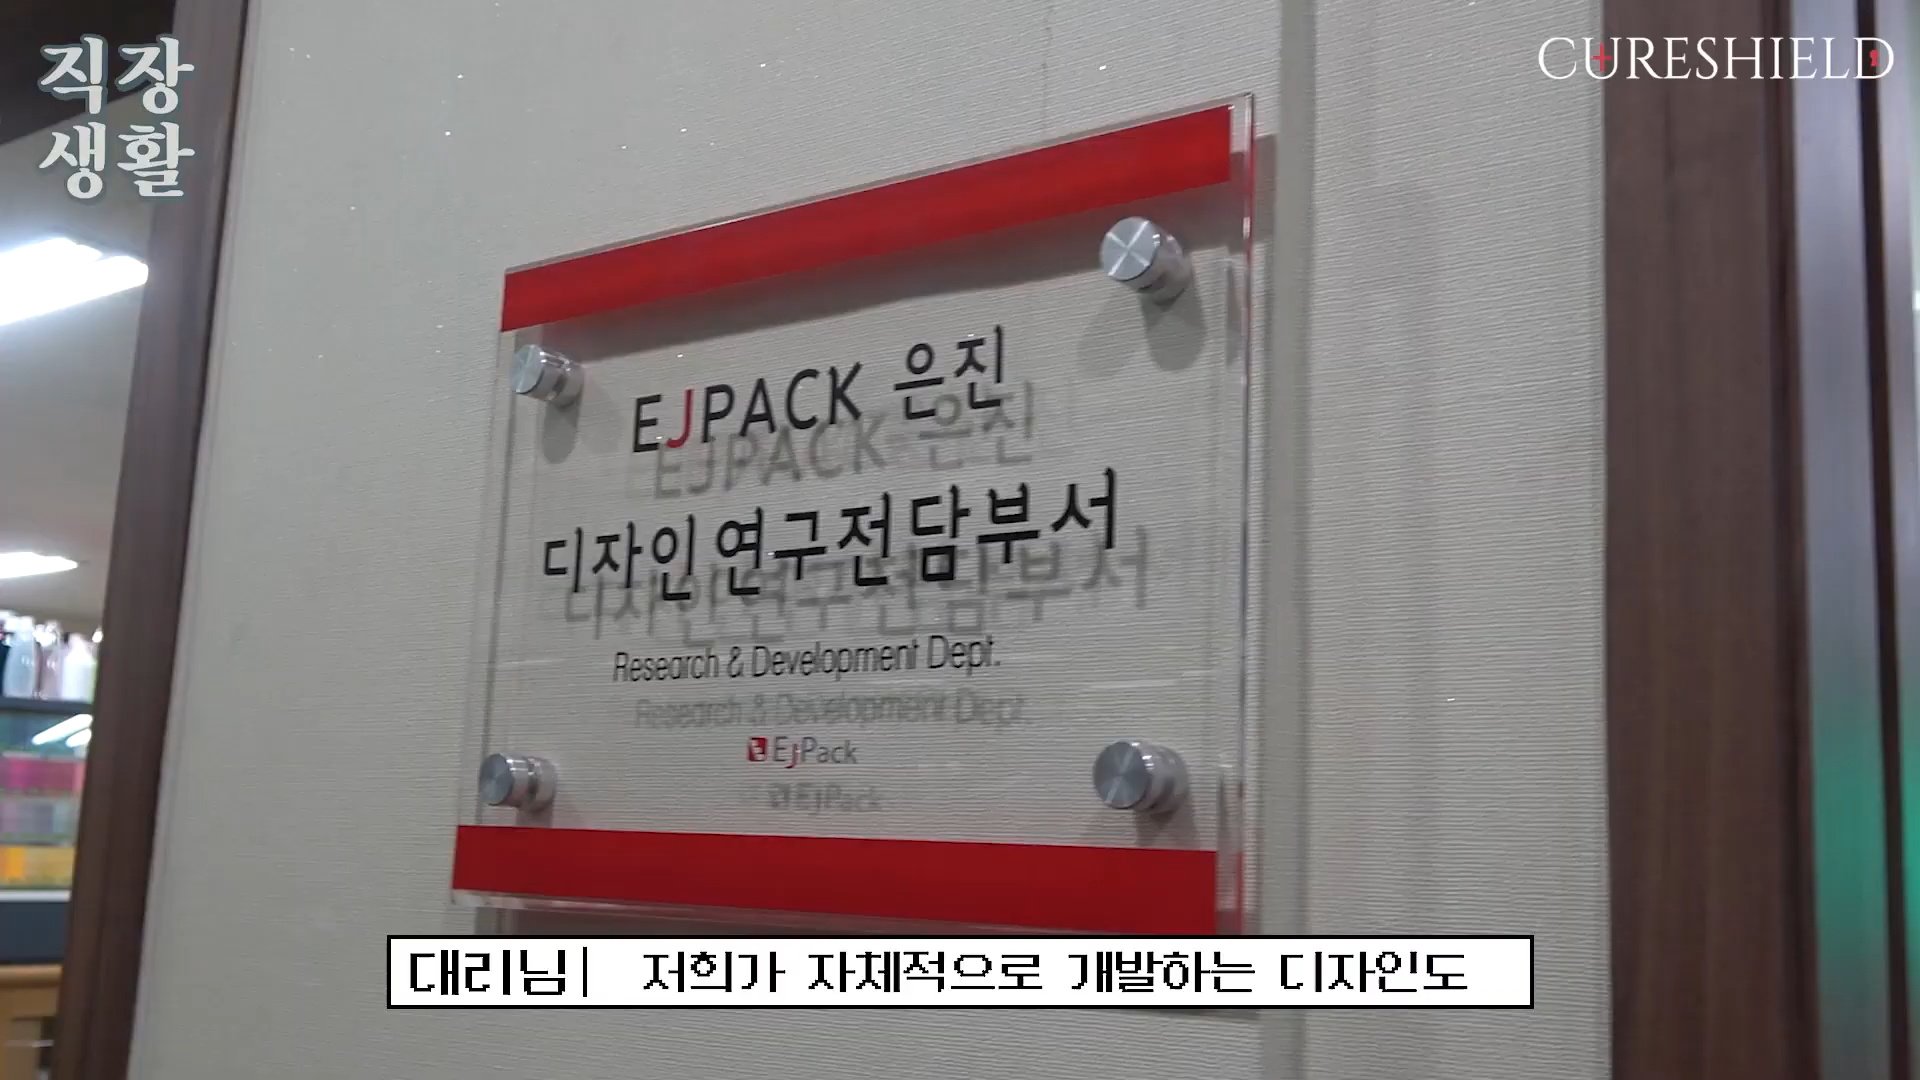 직장
생활
CURESHIELD
EJPACK 은진
디자인 연구전담부서
Research & Development Dept.
EJPack
대리님| 저희가 자체적으로 개발하는 디자인도